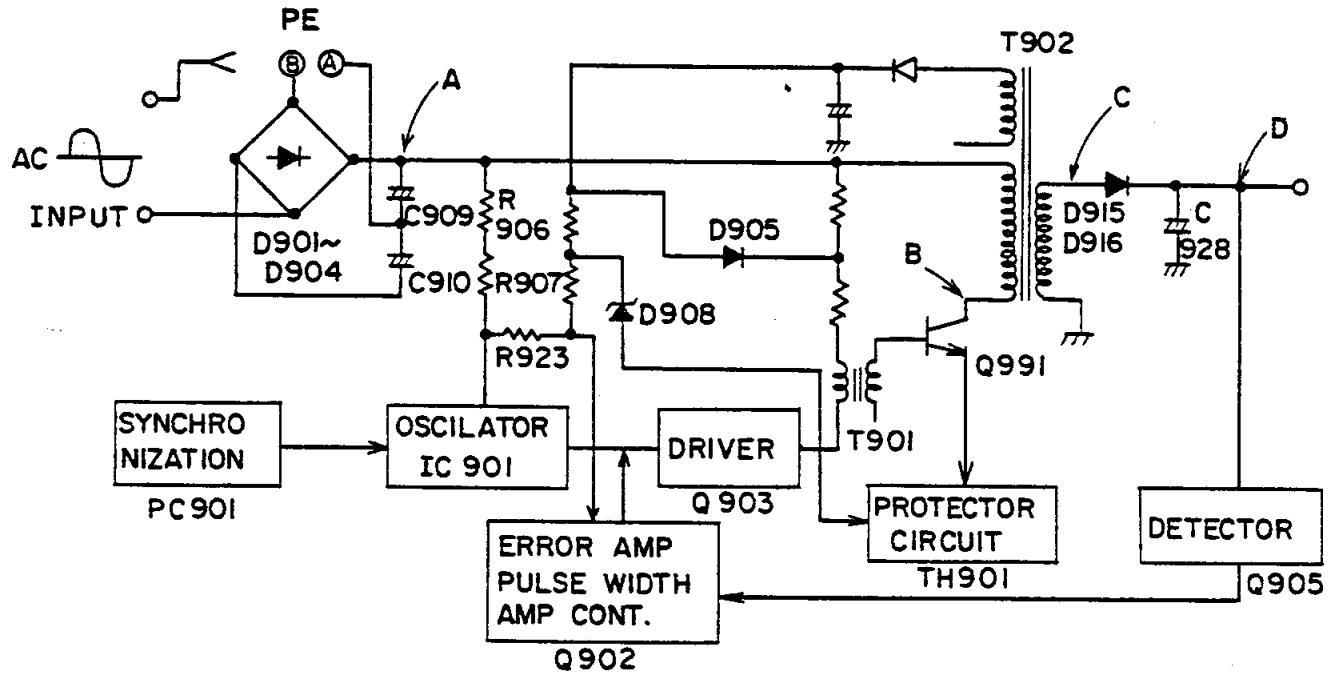 PE
B A
T902
A
C
D
AC
INPUT
D901~
D904
C909
C910
R
906
R907
D905
D915
D916
C
928
B
D908
R923
Q991
SYNCHRO
NIZATION
PC901
OSCILATOR
IC 901
DRIVER
Q903
T901
PROTECTOR
CIRCUIT
TH901
DETECTOR
Q905
ERROR AMP
PULSE WIDTH
AMP CONT.
Q902